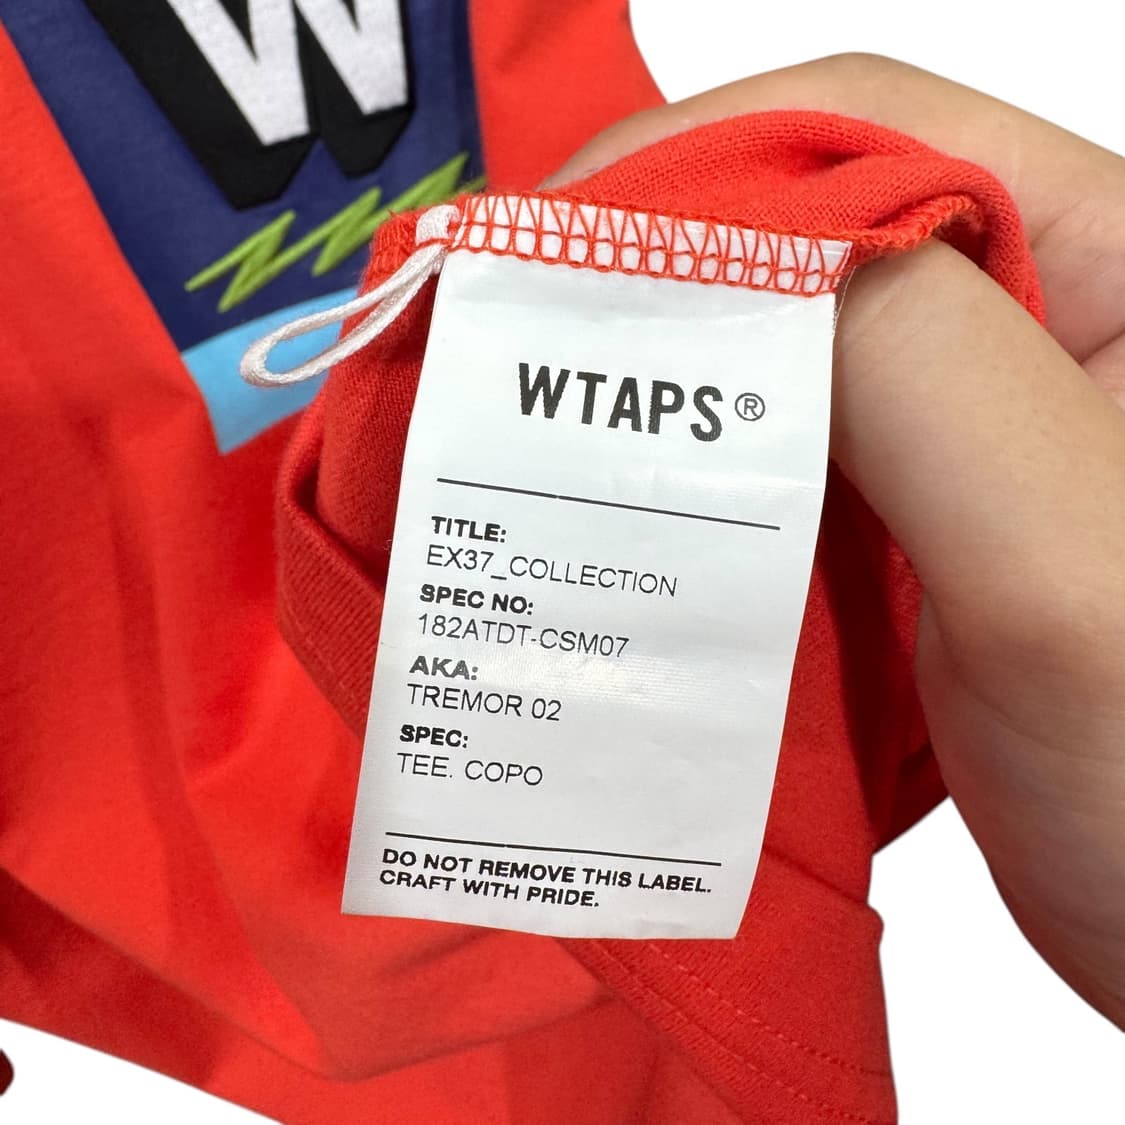 W
WTAPS®
TITLE:
EX37_COLLECTION
SPEC NO:
182ATDT-CSM07
AKA:
TREMOR 02
SPEC:
TEE. COPO
DO NOT REMOVE THIS LABEL.
CRAFT WITH PRIDE.